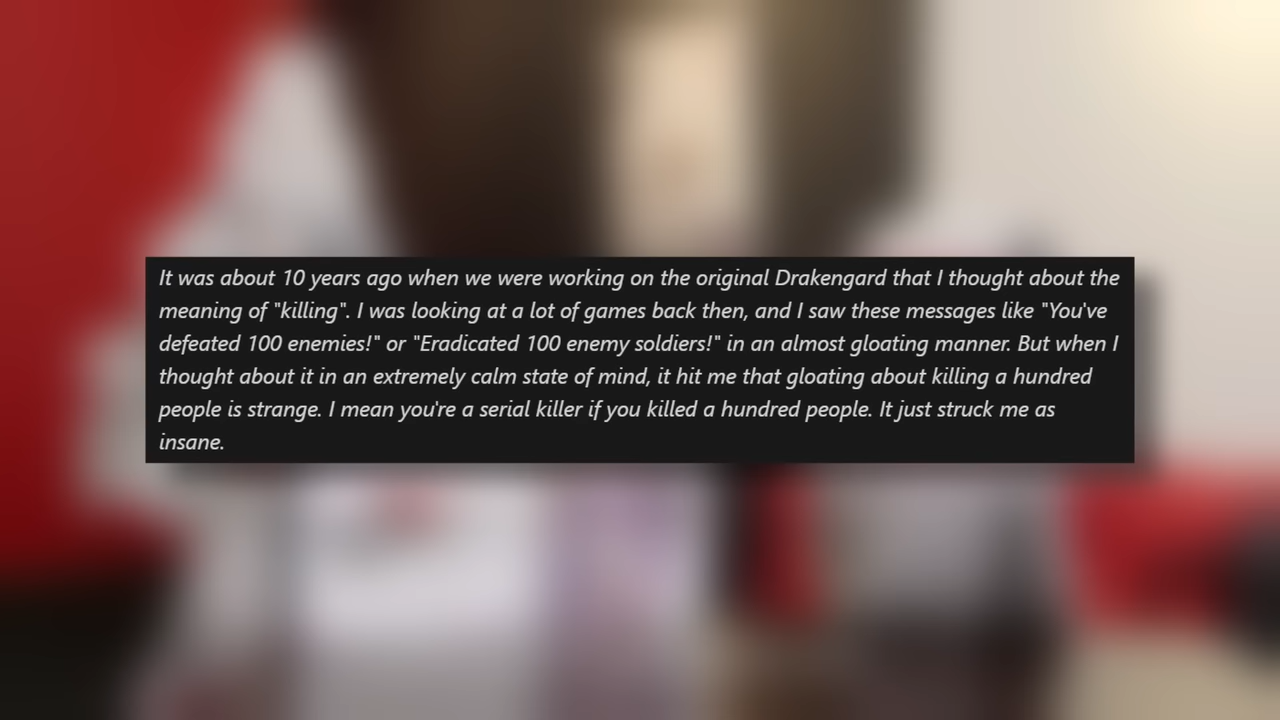 It was about 10 years ago when we were working on the original Drakengard that I thought about the
meaning of "killing". I was looking at a lot of games back then, and I saw these messages like "You've
defeated 100 enemies!" or "Eradicated 100 enemy soldiers!" in an almost gloating manner. But when I
thought about it in an extremely calm state of mind, it hit me that gloating about killing a hundred
people is strange. I mean you're a serial killer if you killed a hundred people. It just struck me as
insane.